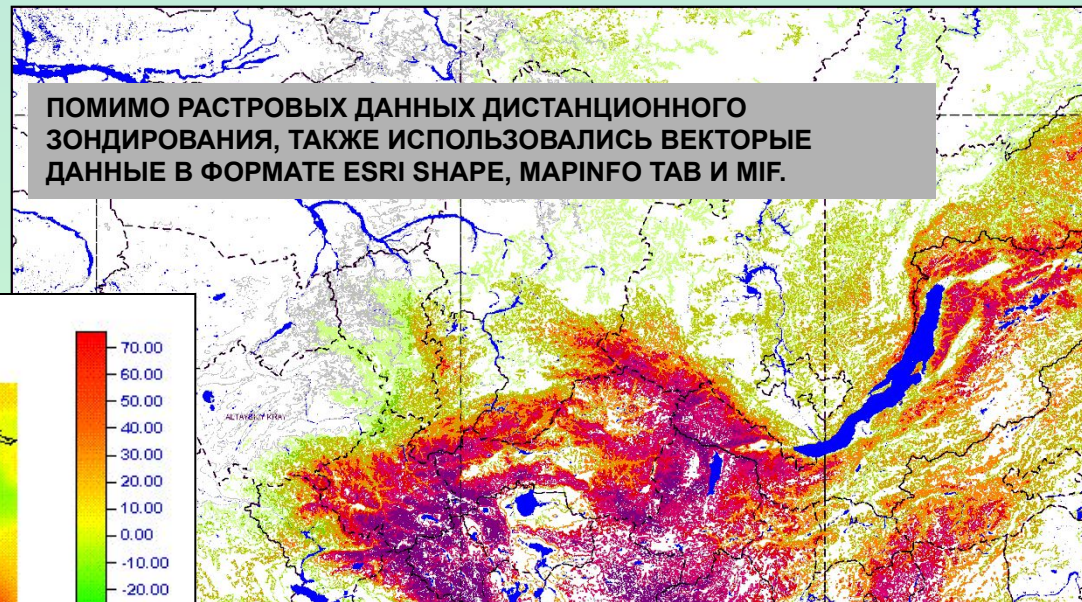 ПОМИМО РАСТРОВЫХ ДАННЫХ ДИСТАНЦИОННОГО
ЗОНДИРОВАНИЯ, ТАКЖЕ ИСПОЛЬЗОВАЛИСЬ ВЕКТОРЫЕ
ДАННЫЕ В ФОРМАТЕ ESRI SHAPE, MAPINFO TAB И MIF.
ALTAYSKIY KRAY
70.00
60.00
50.00
40.00
30.00
20.00
10.00
0.00
-10.00
-20.00